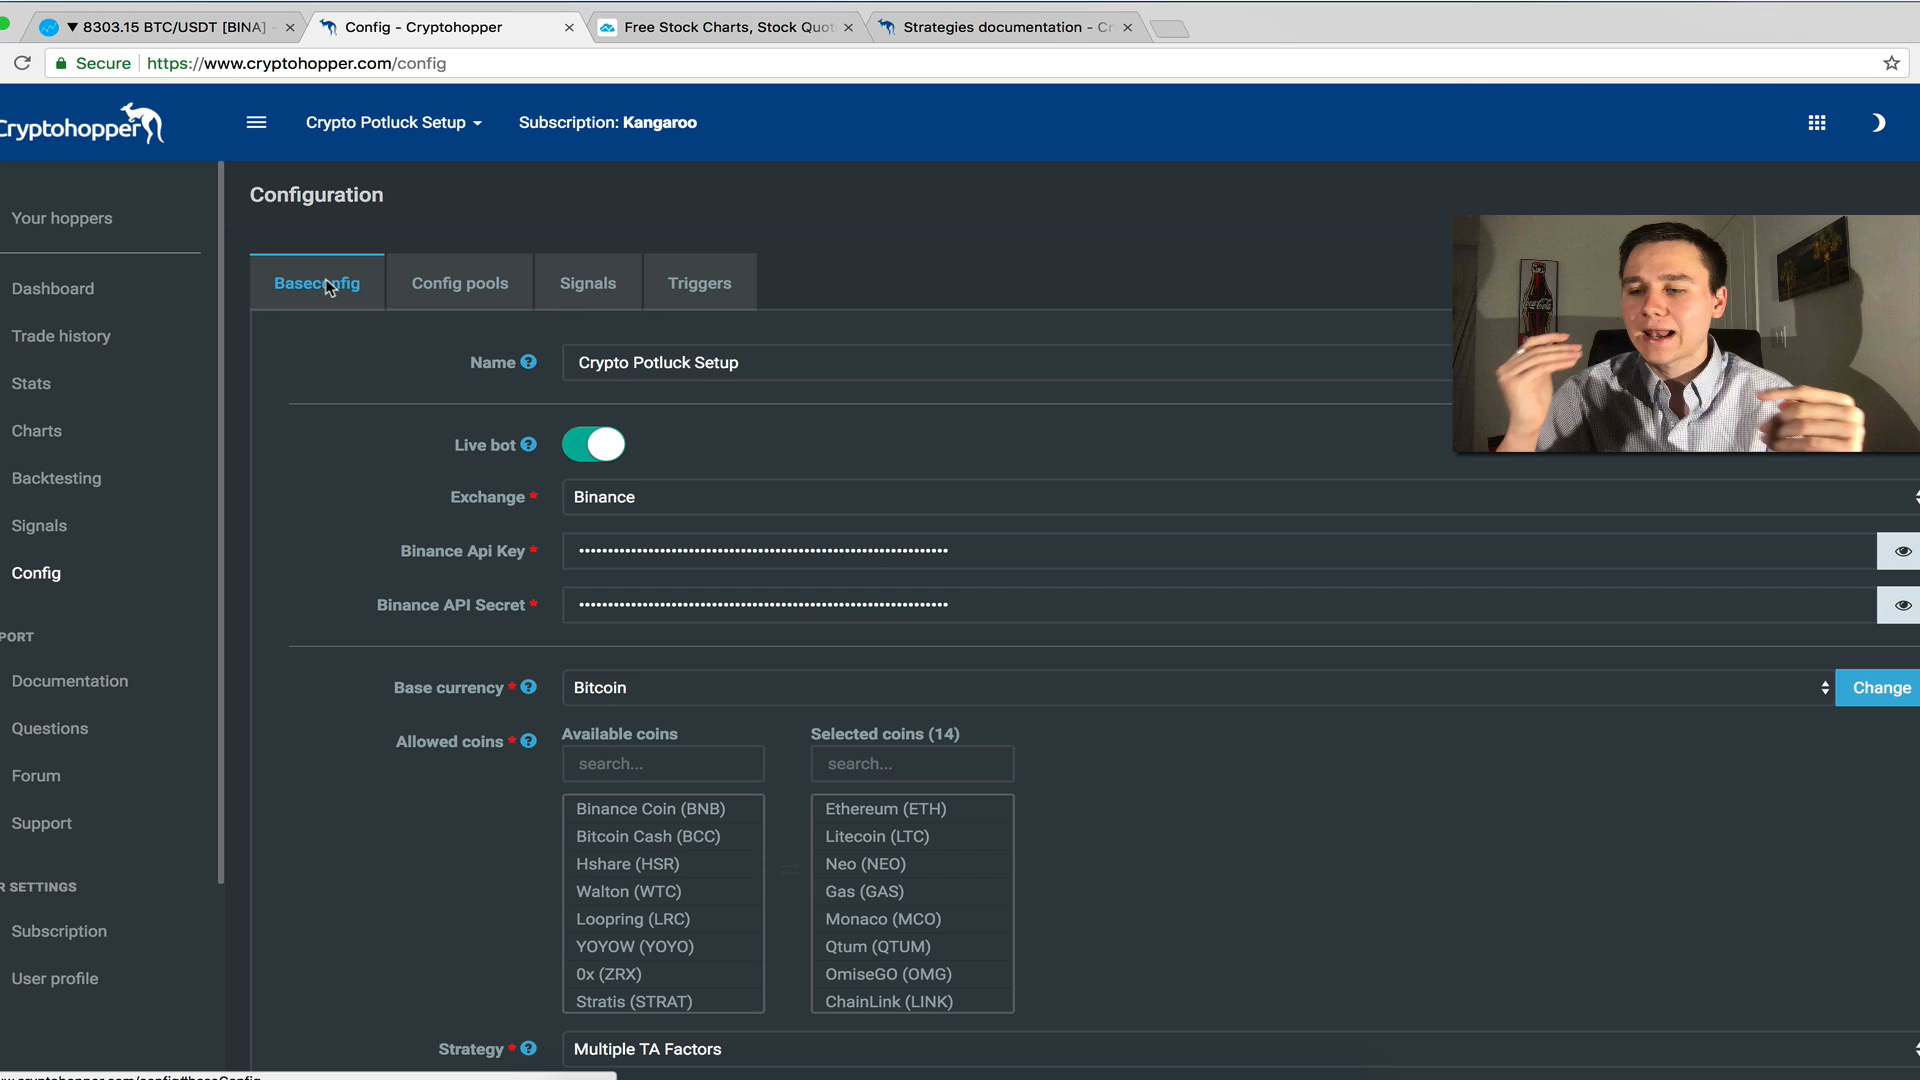 ▼ 8303.15 BTC/USDT [BINA]
Config - Cryptohopper
Free Stock Charts, Stock Quot
Strategies documentation - Cr
Secure
https://www.cryptohopper.com/config
Cryptohopper
Crypto Potluck Setup
Subscription: Kangaroo
Your hoppers
Dashboard
Trade history
Stats
Charts
Backtesting
Signals
Config
PORT
Documentation
Questions
Forum
Support
R SETTINGS
Subscription
User profile
Configuration
Baseconfig
Config pools
Signals
Triggers
Name
Crypto Potluck Setup
Live bot
Exchange *
Binance
Binance Api Key *
Binance API Secret *
Base currency *
Bitcoin
Change
Allowed coins *
Available coins
search...
Binance Coin (BNB)
Bitcoin Cash (BCC)
Hshare (HSR)
Walton (WTC)
Loopring (LRC)
YOYOW (YOYO)
0x (ZRX)
Stratis (STRAT)
Selected coins (14)
search...
Ethereum (ETH)
Litecoin (LTC)
Neo (NEO)
Gas (GAS)
Monaco (MCO)
Qtum (QTUM)
OmiseGO (OMG)
ChainLink (LINK)
Strategy *
Multiple TA Factors
Coca-Cola